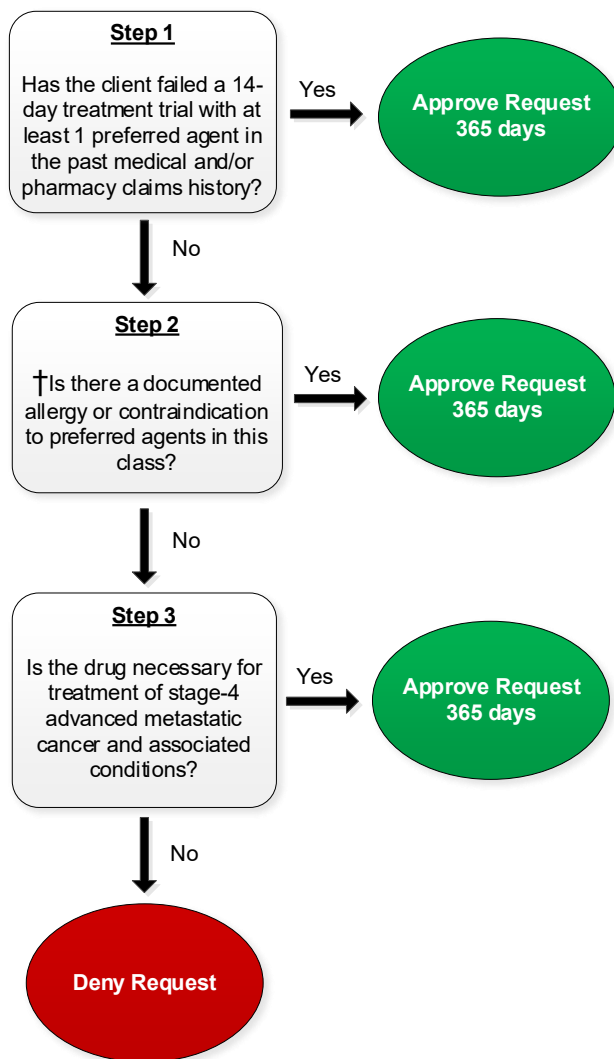 Step 1
Has the client failed a 14-
day treatment trial with at
least 1 preferred agent in
the past medical and/or
pharmacy claims history?
Yes
Approve Request
365 days
No
Step 2
†Is there a documented
allergy or contraindication
to preferred agents in this
class?
Yes
Approve Request
365 days
No
Step 3
Is the drug necessary for
treatment of stage-4
advanced metastatic
cancer and associated
conditions?
Yes
Approve Request
365 days
No
Deny Request